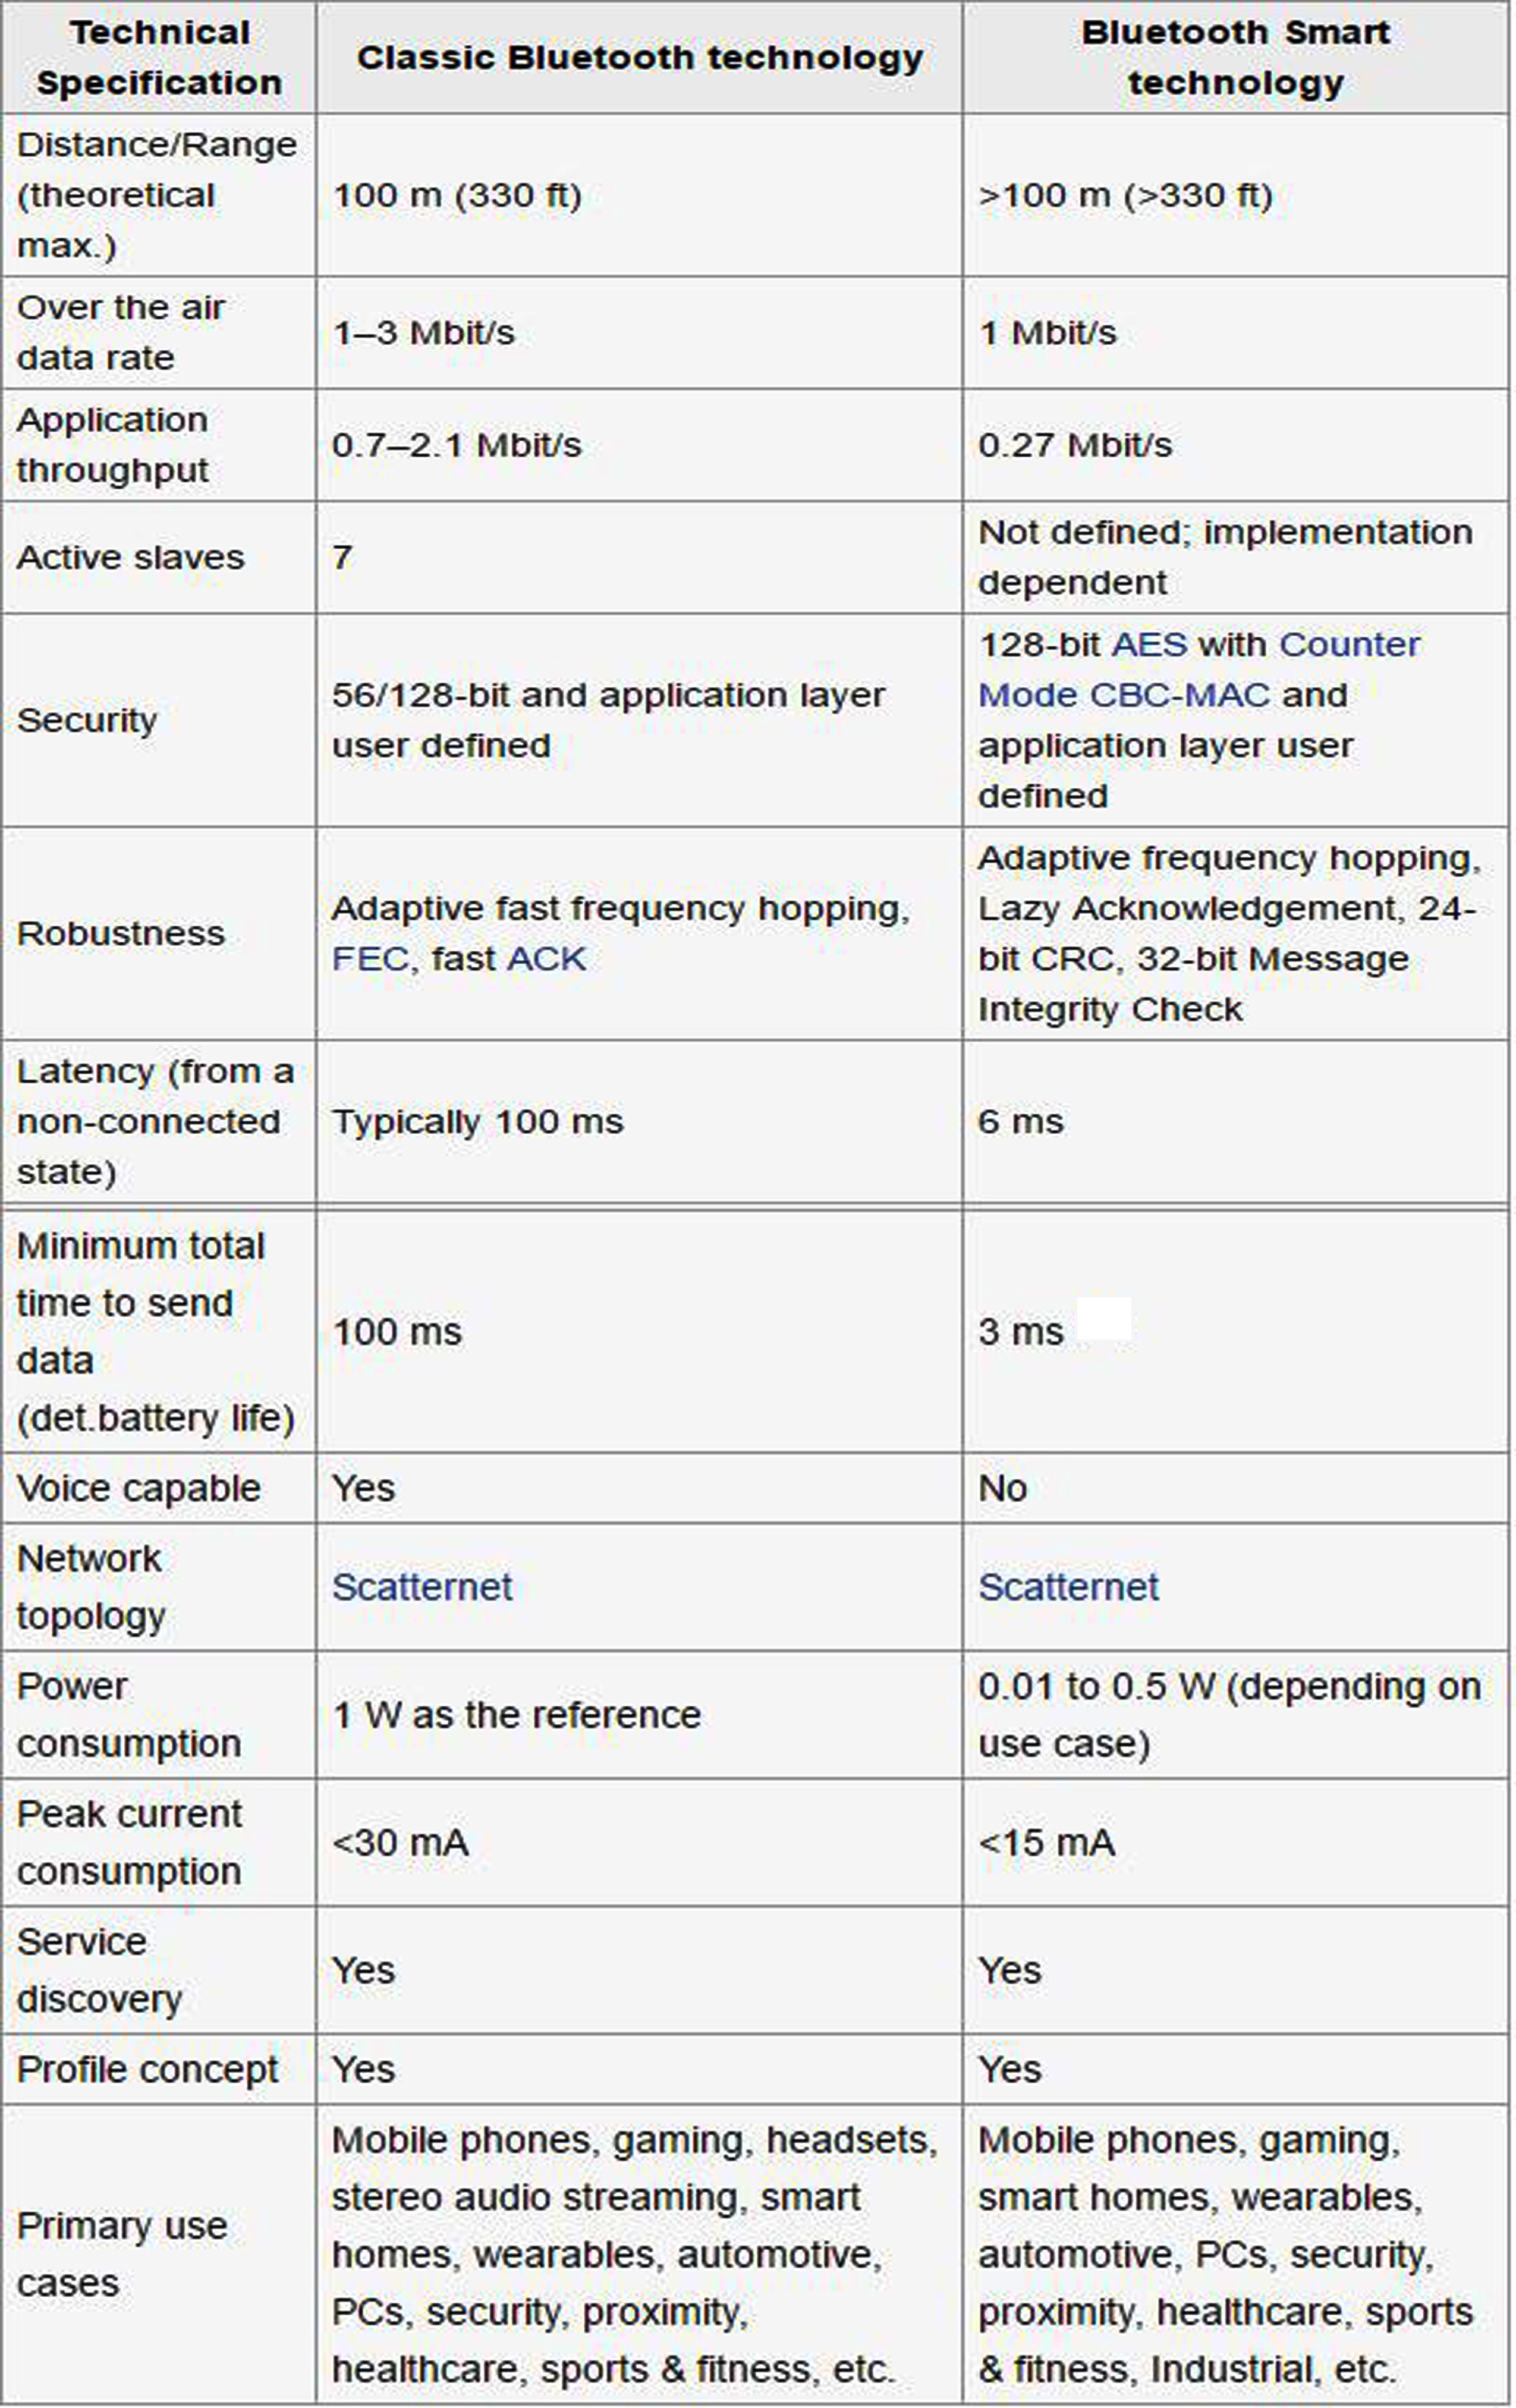 Technical
Specification
Classic Bluetooth technology
Bluetooth Smart
technology
Distance/Range
(theoretical
max.)
100 m (330 ft)
>100 m (>330 ft)
Over the air
data rate
1–3 Mbit/s
1 Mbit/s
Application
throughput
0.7–2.1 Mbit/s
0.27 Mbit/s
Active slaves
7
Not defined; implementation
dependent
Security
56/128-bit and application layer
user defined
128-bit AES with Counter
Mode CBC-MAC and
application layer user
defined
Robustness
Adaptive fast frequency hopping,
FEC, fast ACK
Adaptive frequency hopping,
Lazy Acknowledgement, 24-
bit CRC, 32-bit Message
Integrity Check
Latency (from a
non-connected
state)
Typically 100 ms
6 ms
Minimum total
time to send
data
(det.battery life)
100 ms
3 ms
Voice capable
Yes
No
Network
topology
Scatternet
Scatternet
Power
consumption
1 W as the reference
0.01 to 0.5 W (depending on
use case)
Peak current
consumption
<30 mA
<15 mA
Service
discovery
Yes
Yes
Profile concept
Yes
Yes
Primary use
cases
Mobile phones, gaming, headsets,
stereo audio streaming, smart
homes, wearables, automotive,
PCs, security, proximity,
healthcare, sports & fitness, etc.
Mobile phones, gaming,
smart homes, wearables,
automotive, PCs, security,
proximity, healthcare, sports
& fitness, Industrial, etc.